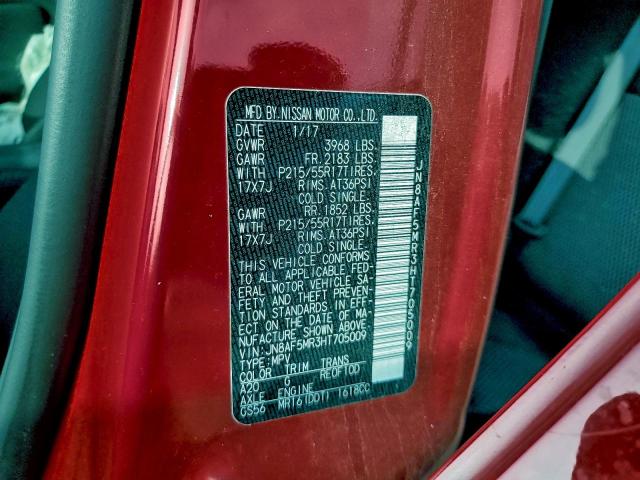 MFD BY NISSAN MOTOR CO.,LTD.
DATE 1/17
GVWR 3968 LBS.
GAWR FR.2183 LBS.
WITH P215/55R17TIRES.
17X7J RIMS.AT36PSI
COLD SINGLE.
GAWR RR.1852 LBS.
WITH P215/55R17TIRES.
17X7J RIMS.AT36PSI
COLD SINGLE.
THIS VEHICLE CONFORMS
TO ALL APPLICABLE FED-
ERAL MOTOR VEHICLE SA-
FETY AND THEFT PREVEN-
TION STANDARDS IN EFF-
ECT ON THE DATE OF MA-
NUFACTURE SHOWN ABOVE.
VIN: JN8AF5MR3HT705009
TYPE:MPV
COLOR TRIM TRANS
A20 G RE0F10D
AXLE ENGINE
GS56 MR16(DDT) 1618CC
JN8AF5MR3HT705009